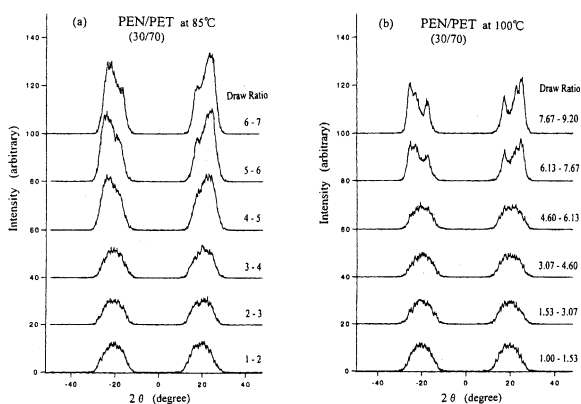 (a) PEN/PET at 85℃
(30/70)
Draw Ratio
6 - 7
5 - 6
4 - 5
3 - 4
2 - 3
1 - 2
140
120
100
80
60
40
20
0
Intensity (arbitrary)
-40 -20 0 20 40
2 θ (degree)
(b) PEN/PET at 100℃
(30/70)
Draw Ratio
7.67 - 9.20
6.13 - 7.67
4.60 - 6.13
3.07 - 4.60
1.53 - 3.07
1.00 - 1.53
140
120
100
80
60
40
20
0
Intensity (arbitrary)
-40 -20 0 20 40
2 θ (degree)